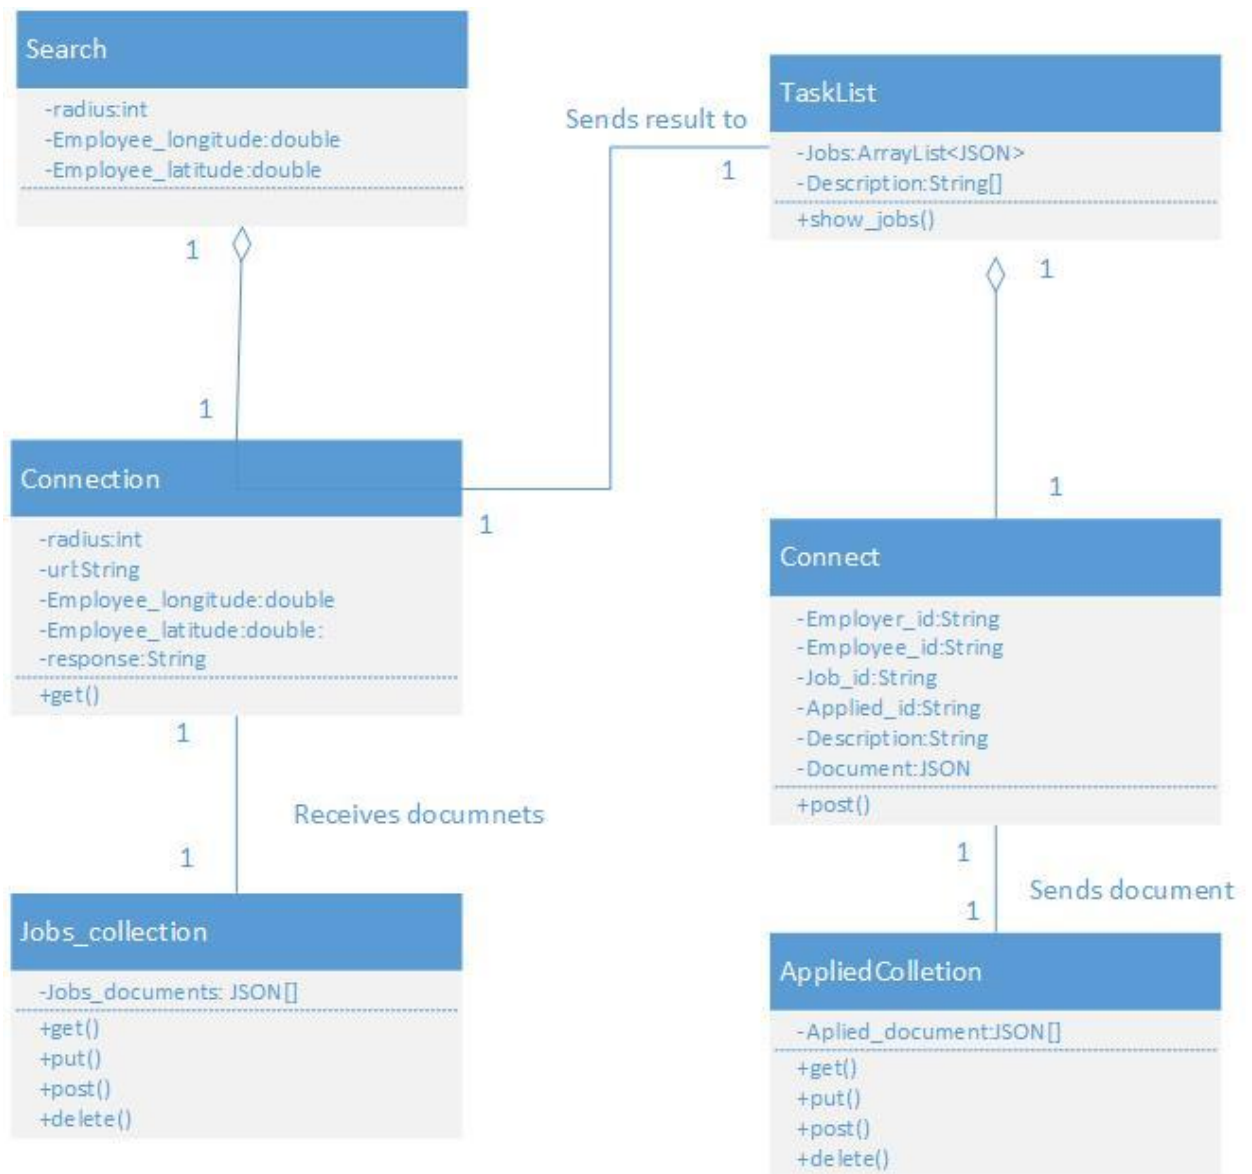 Search
-radius:int
-Employee_longitude:double
-Employee_latitude:double
1
1
Sends result to
1
TaskList
-Jobs:ArrayList<JSON>
-Description:String[]
+show_jobs()
1
1
Connection
-radius:int
-url:String
-Employee_longitude:double
-Employee_latitude:double:
-response:String
+get()
1
1
Receives documnets
1
Connect
-Employer_id:String
-Employee_id:String
-Job_id:String
-Applied_id:String
-Description:String
-Document:JSON
+post()
1
Sends document
1
Jobs_collection
-Jobs_documents: JSON[]
+get()
+put()
+post()
+delete()
AppliedColletion
-Aplied_document:JSON[]
+get()
+put()
+post()
+delete()